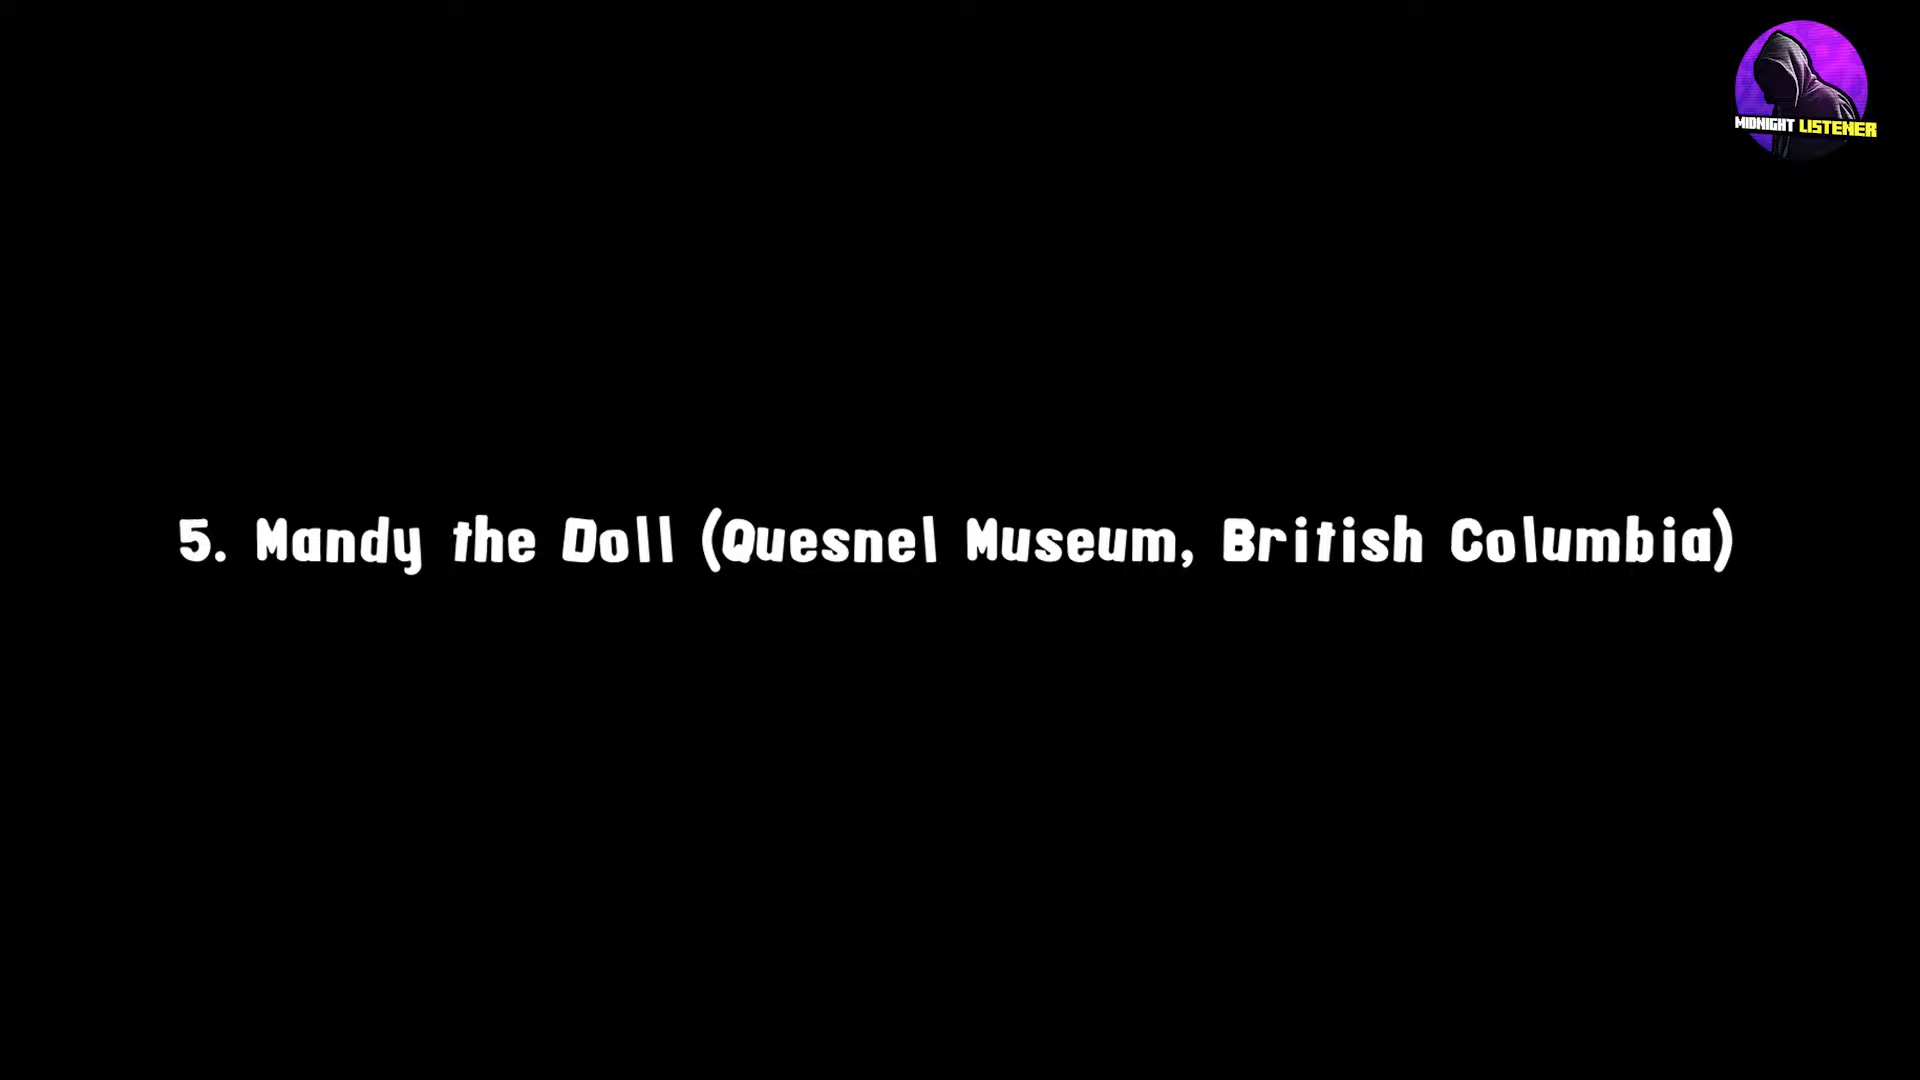 MIDNIGHT LISTENER
5. Mandy the Doll (Quesnel Museum, British Columbia)